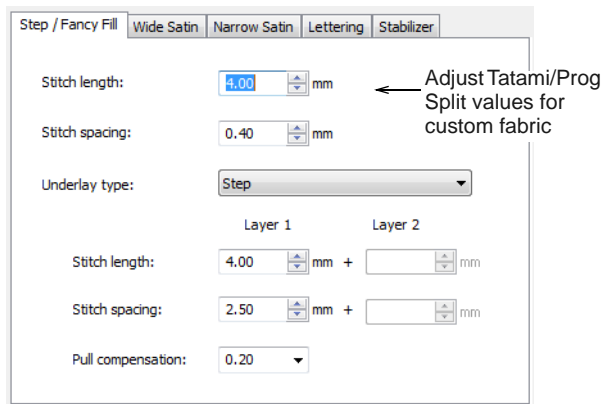 Step / Fancy Fill Wide Satin Narrow Satin Lettering Stabilizer
Stitch length: 4.00 mm
Adjust Tatami/Prog
Split values for
custom fabric
Stitch spacing: 0.40 mm
Underlay type: Step
Layer 1 Layer 2
Stitch length: 4.00 mm + mm
Stitch spacing: 2.50 mm + mm
Pull compensation: 0.20